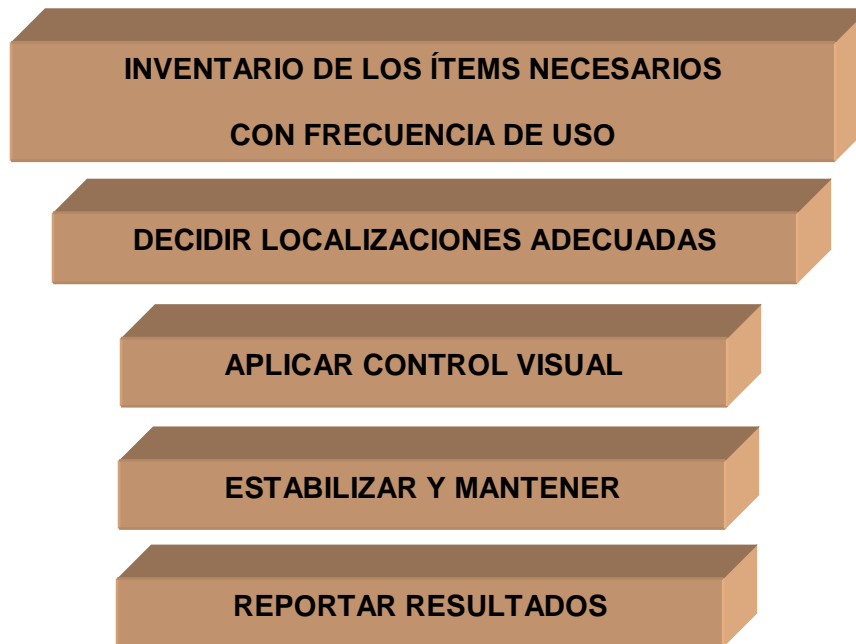 INVENTARIO DE LOS ÍTEMS NECESARIOS
CON FRECUENCIA DE USO
DECIDIR LOCALIZACIONES ADECUADAS
APLICAR CONTROL VISUAL
ESTABILIZAR Y MANTENER
REPORTAR RESULTADOS